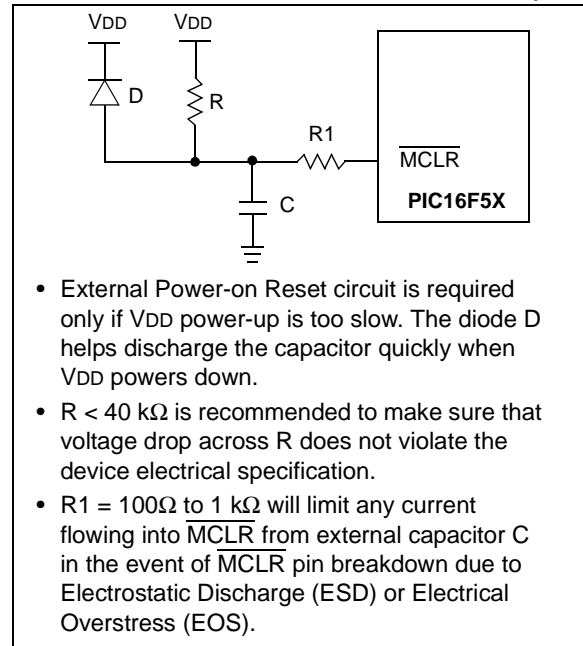 VDD VDD
D
R
R1
MCLR
PIC16F5X
C
• External Power-on Reset circuit is required
only if VDD power-up is too slow. The diode D
helps discharge the capacitor quickly when
VDD powers down.
• R < 40 kΩ is recommended to make sure that
voltage drop across R does not violate the
device electrical specification.
• R1 = 100Ω to 1 kΩ will limit any current
flowing into MCLR from external capacitor C
in the event of MCLR pin breakdown due to
Electrostatic Discharge (ESD) or Electrical
Overstress (EOS).